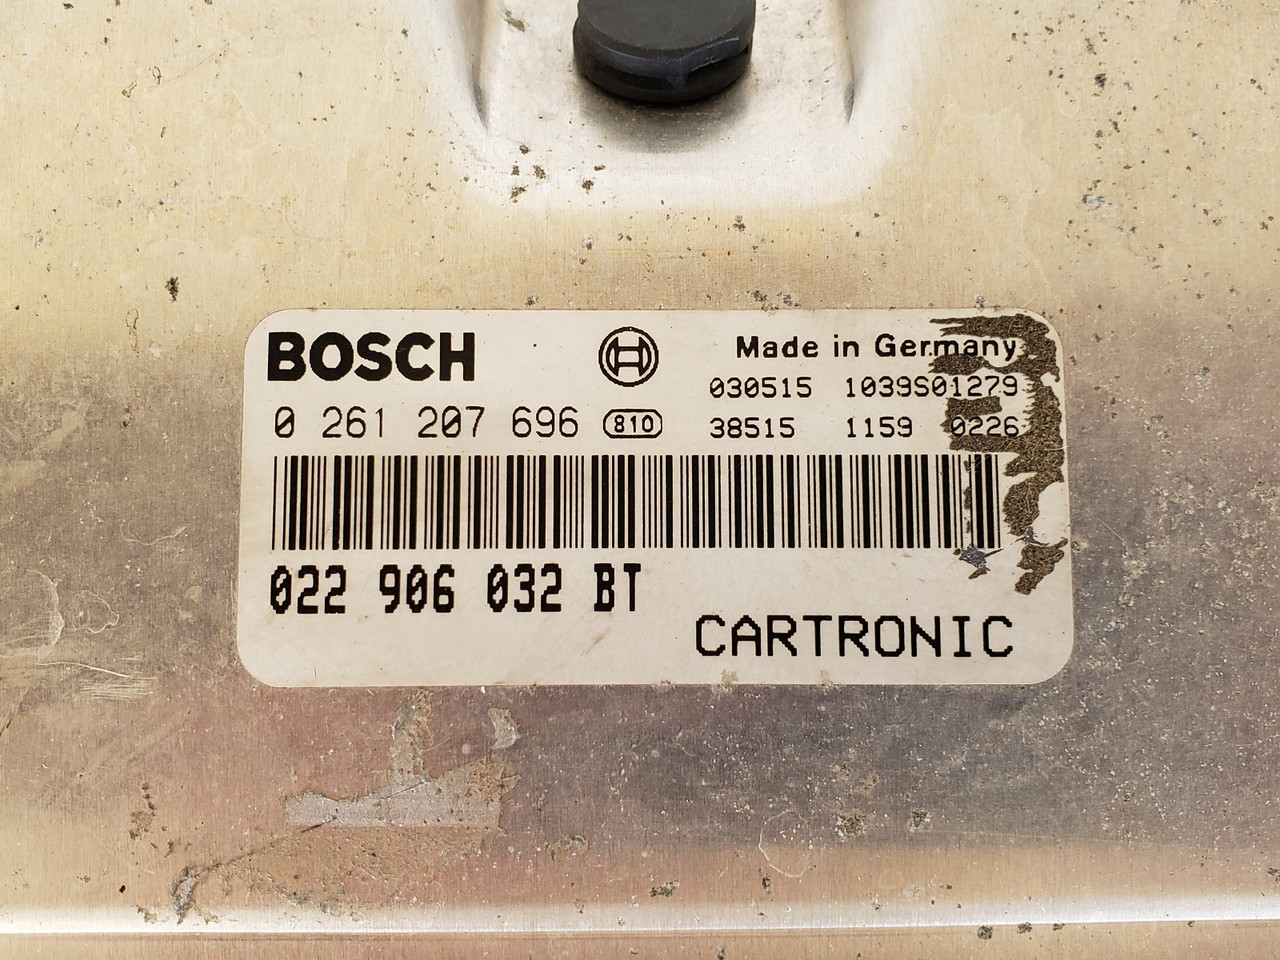 BOSCH
Made in Germany
030515 1039S01279
0 261 207 696 810
38515 1159 0226
022 906 032 BT
CARTRONIC